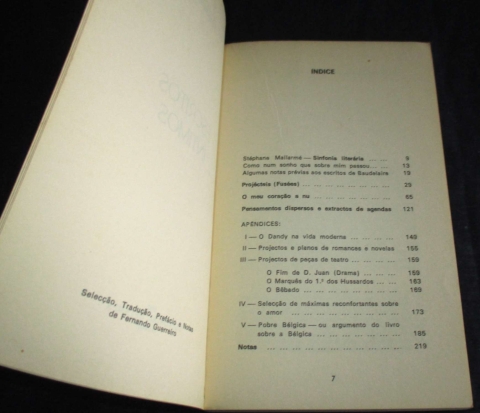 Selecção, Tradução, Prefácio e Notas
de Fernando Guerreiro
INDICE
Stéphane Mallarmé — Sinfonia literária ... ... 9
Como num sonho que sobre mim passou... ... 13
Algumas notas prévias aos escritos de Baudelaire 19
Projécteis (Fusées) ... ... ... ... ... ... ... 23
O meu coração a nu ... ... ... ... ... ... ... 65
Pensamentos dispersos e extractos de agendas 121
APÊNDICES:
I — O Dandy na vida moderna ... ... ... ... 149
II — Projectos e planos de romances e novelas 155
III — Projectos de peças de teatro ... ... ... 159
O Fim de D. Juan (Drama) ... ... ... 159
O Marquês do 1.º dos Hussardos ... ... 163
O Bêbado ... ... ... ... ... ... ... 169
IV — Selecção de máximas reconfortantes sobre
o amor ... ... ... ... ... ... ... ... 173
V — Pobre Bélgica — ou argumento do livro
sobre a Bélgica ... ... ... ... ... ... 185
Notas ... ... ... ... ... ... ... ... ... 219
7